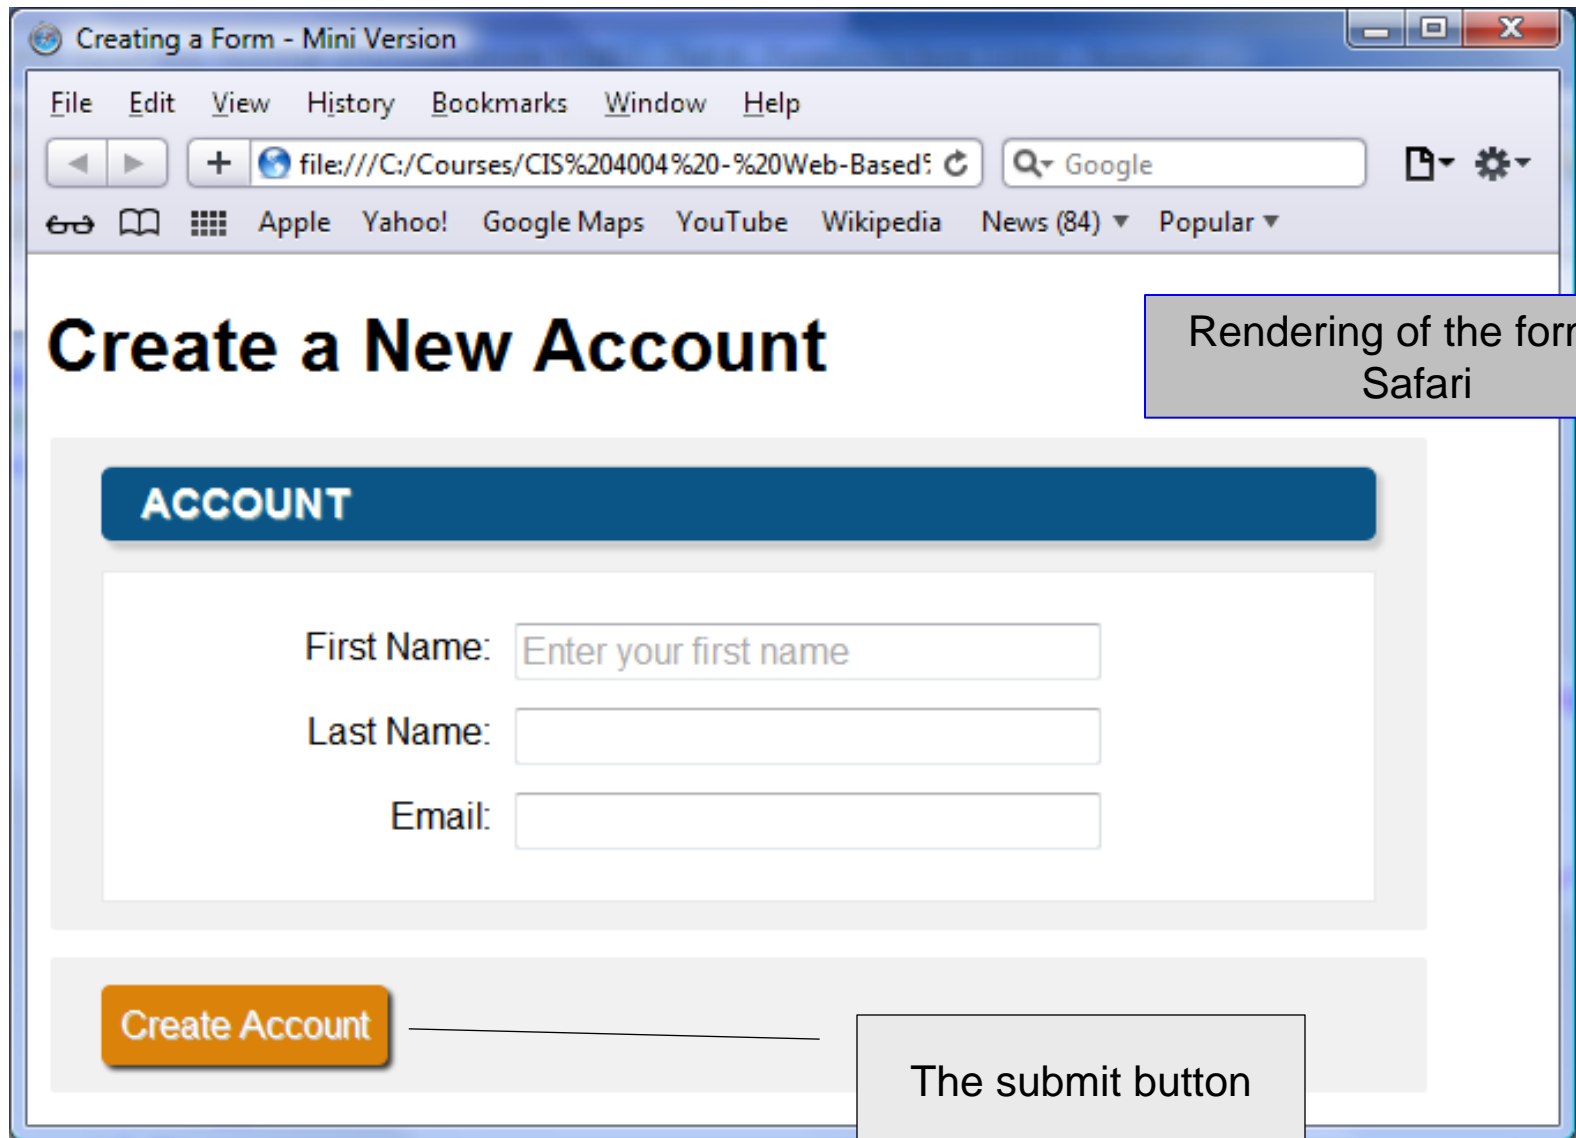 Creating a Form - Mini Version
X
File Edit View History Bookmarks Window Help
file:///C:/Courses/CIS%204004%20-%20Web-Based%
Google
Apple Yahoo! Google Maps YouTube Wikipedia News (84) Popular
Create a New Account
Rendering of the
Safari
ACCOUNT
First Name: Enter your first name
Last Name:
Email:
Create Account
The submit button